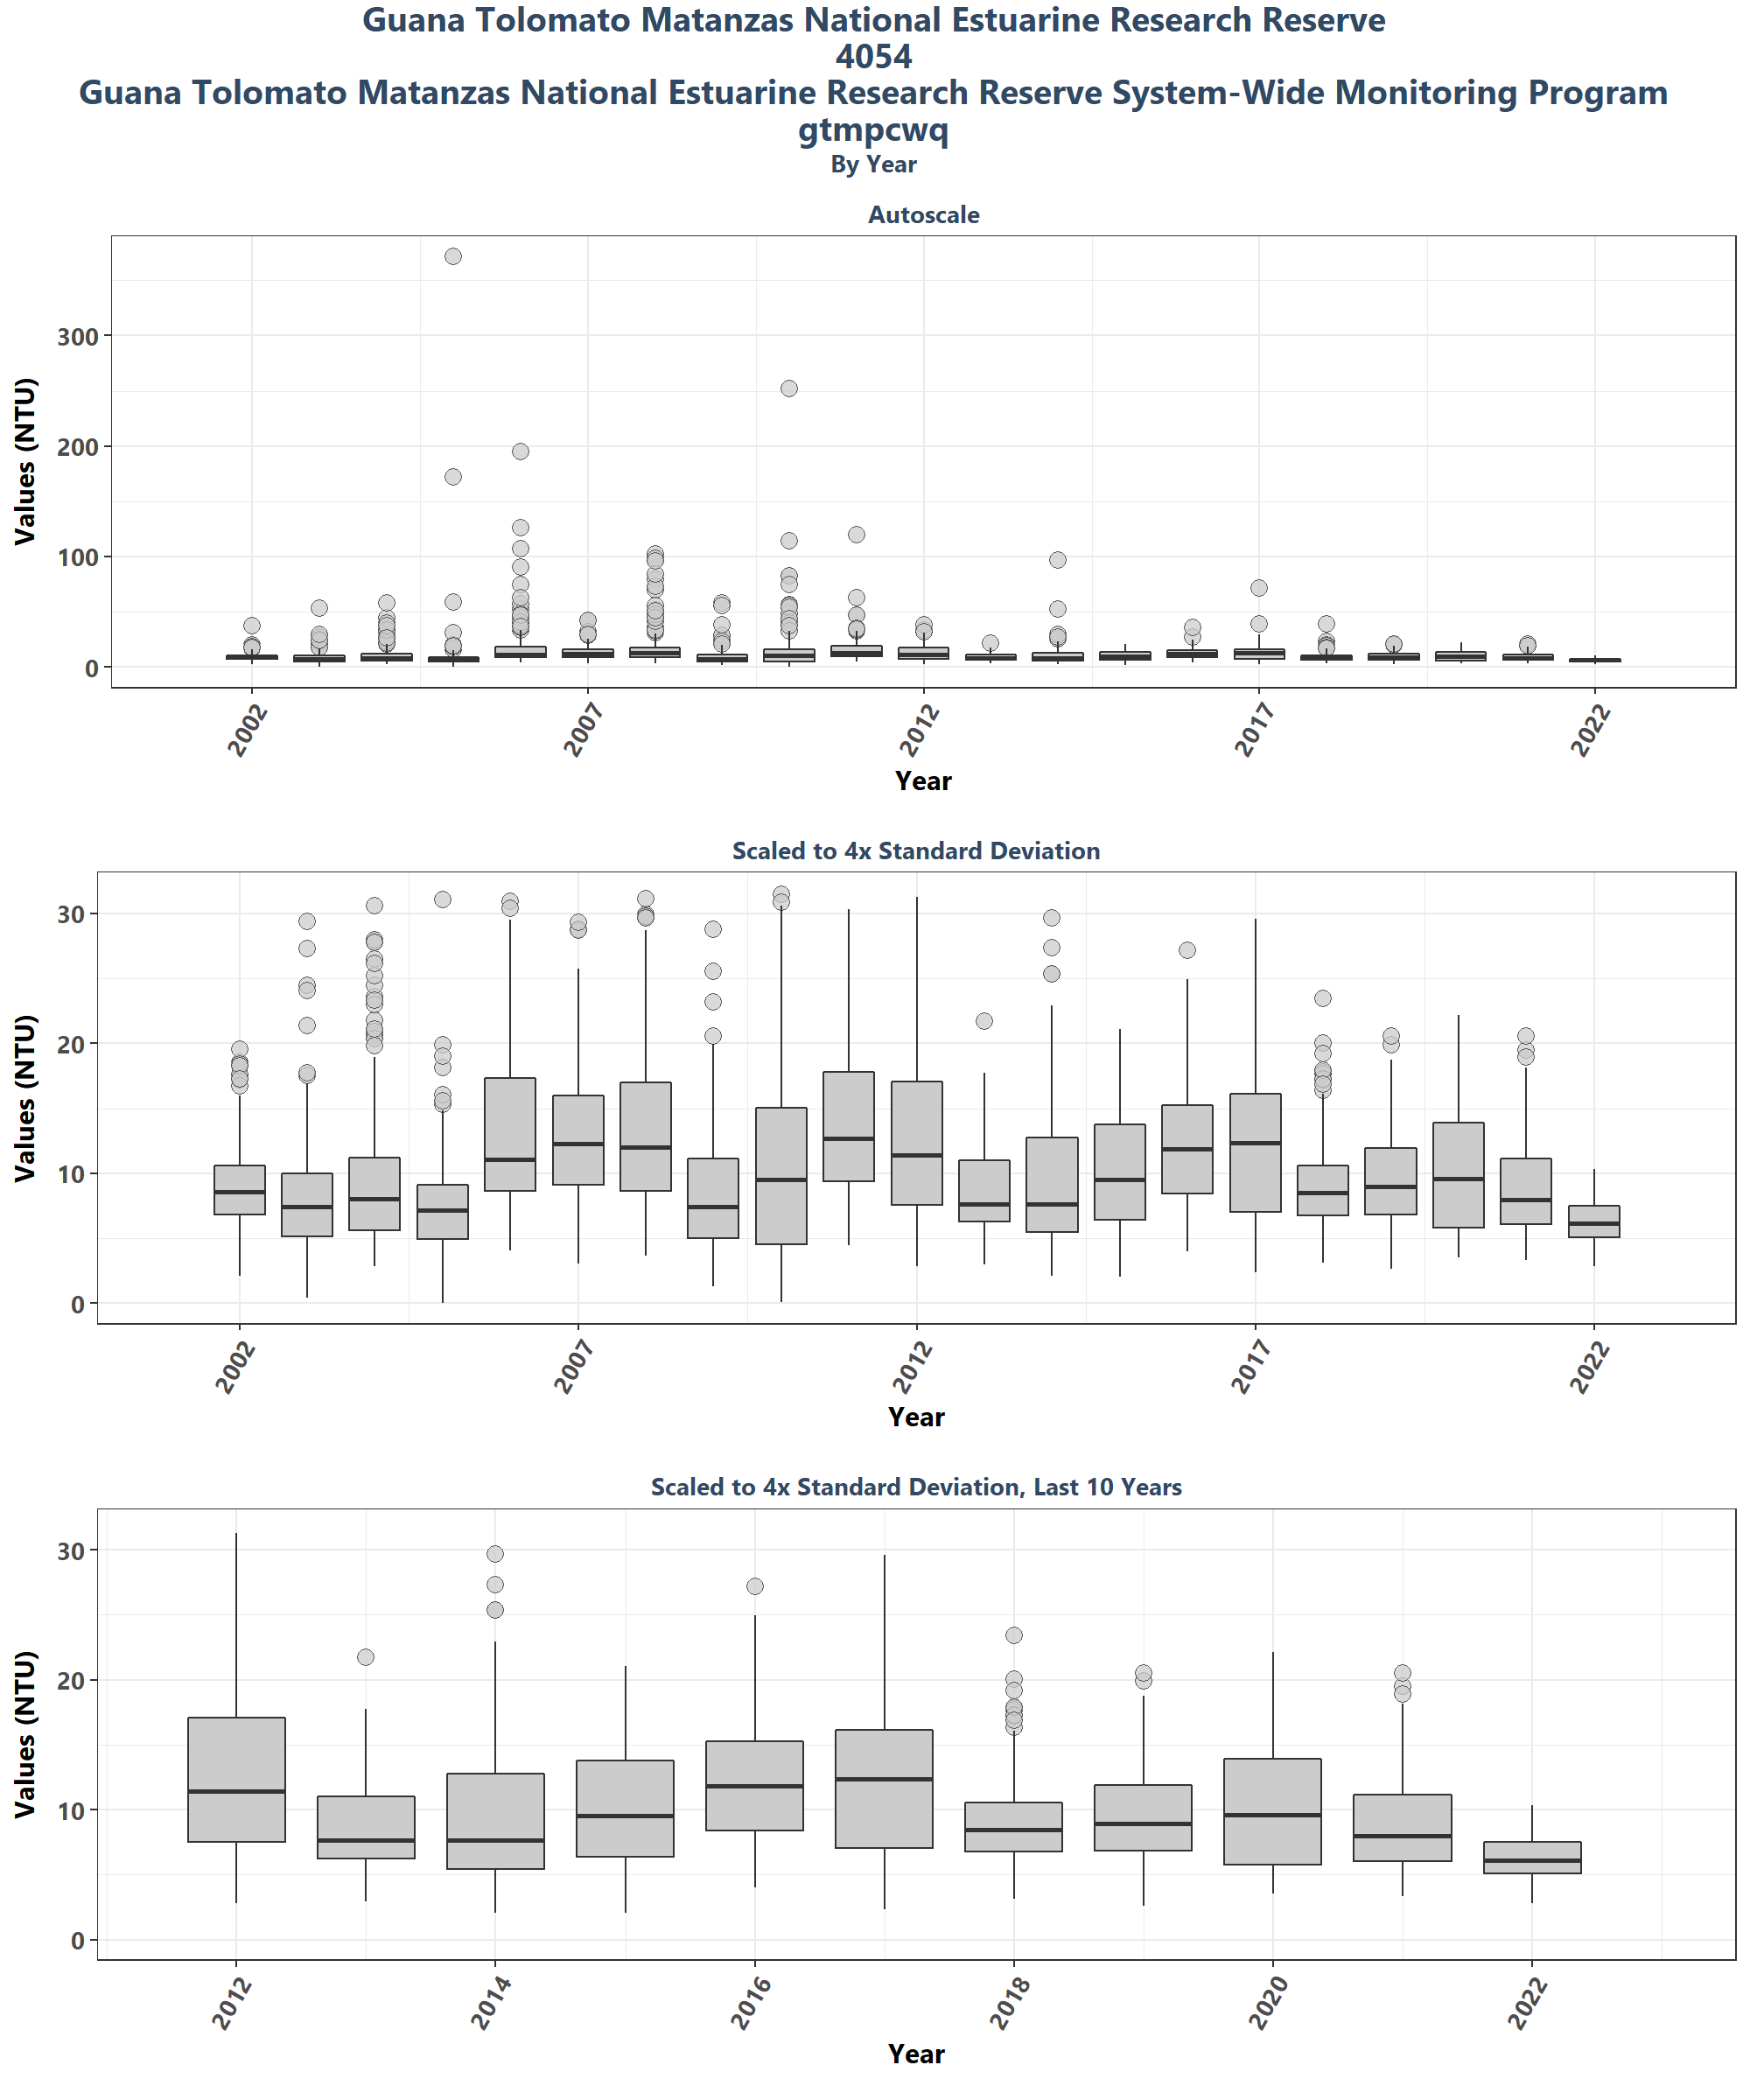 Guana Tolomato Matanzas National Estuarine Research Reserve
4054
Guana Tolomato Matanzas National Estuarine Research Reserve System-Wide Monitoring Program
gtmpcwq
By Year
Autoscale
Values (NTU)
300
200
100
0
2002
2007
2012
2017
2022
Year
Scaled to 4x Standard Deviation
Values (NTU)
30
20
10
0
2002
2007
2012
2017
2022
Year
Scaled to 4x Standard Deviation, Last 10 Years
Values (NTU)
30
20
10
0
2012
2014
2016
2018
2020
2022
Year